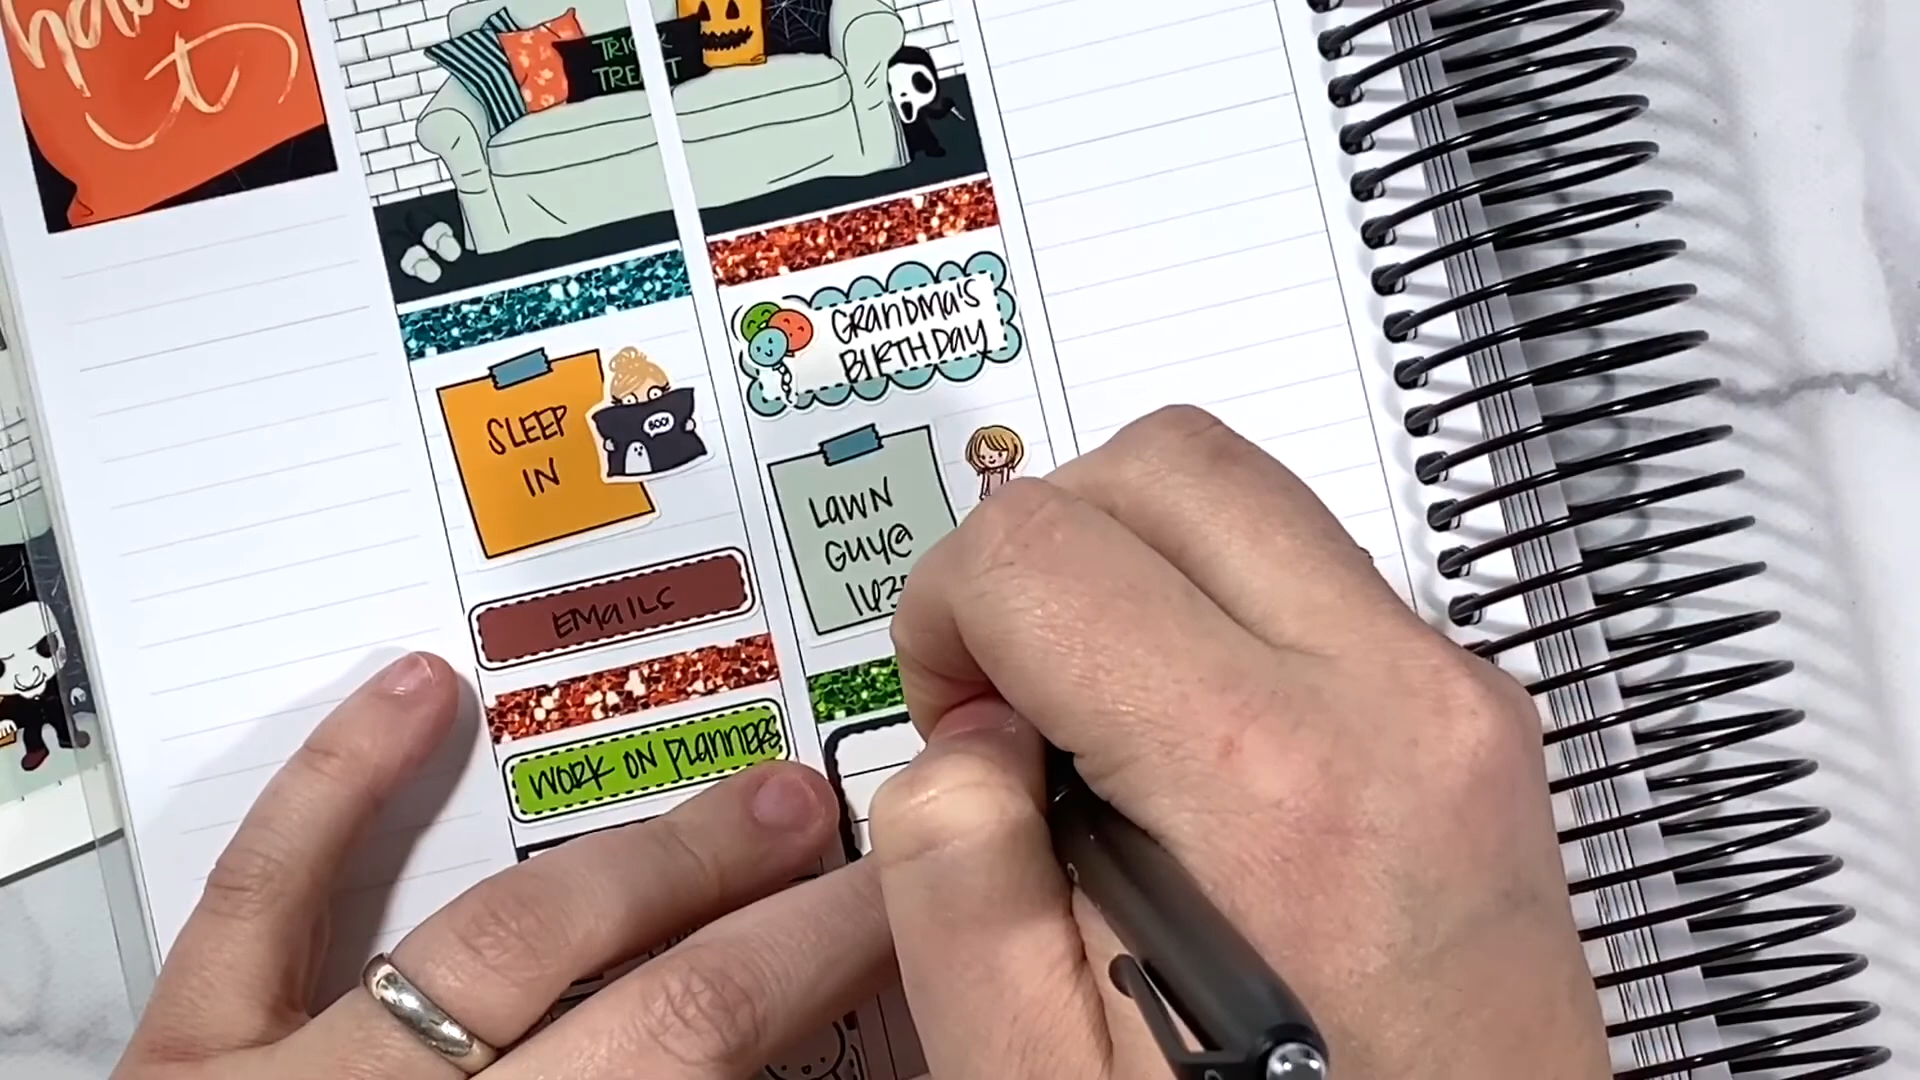 TRICK
TREAT
SLEEP
IN
BOO!
EMAILS
WORK ON PLANNERS
GRANDMA'S
BIRTHDAY
LAWN
GUY@